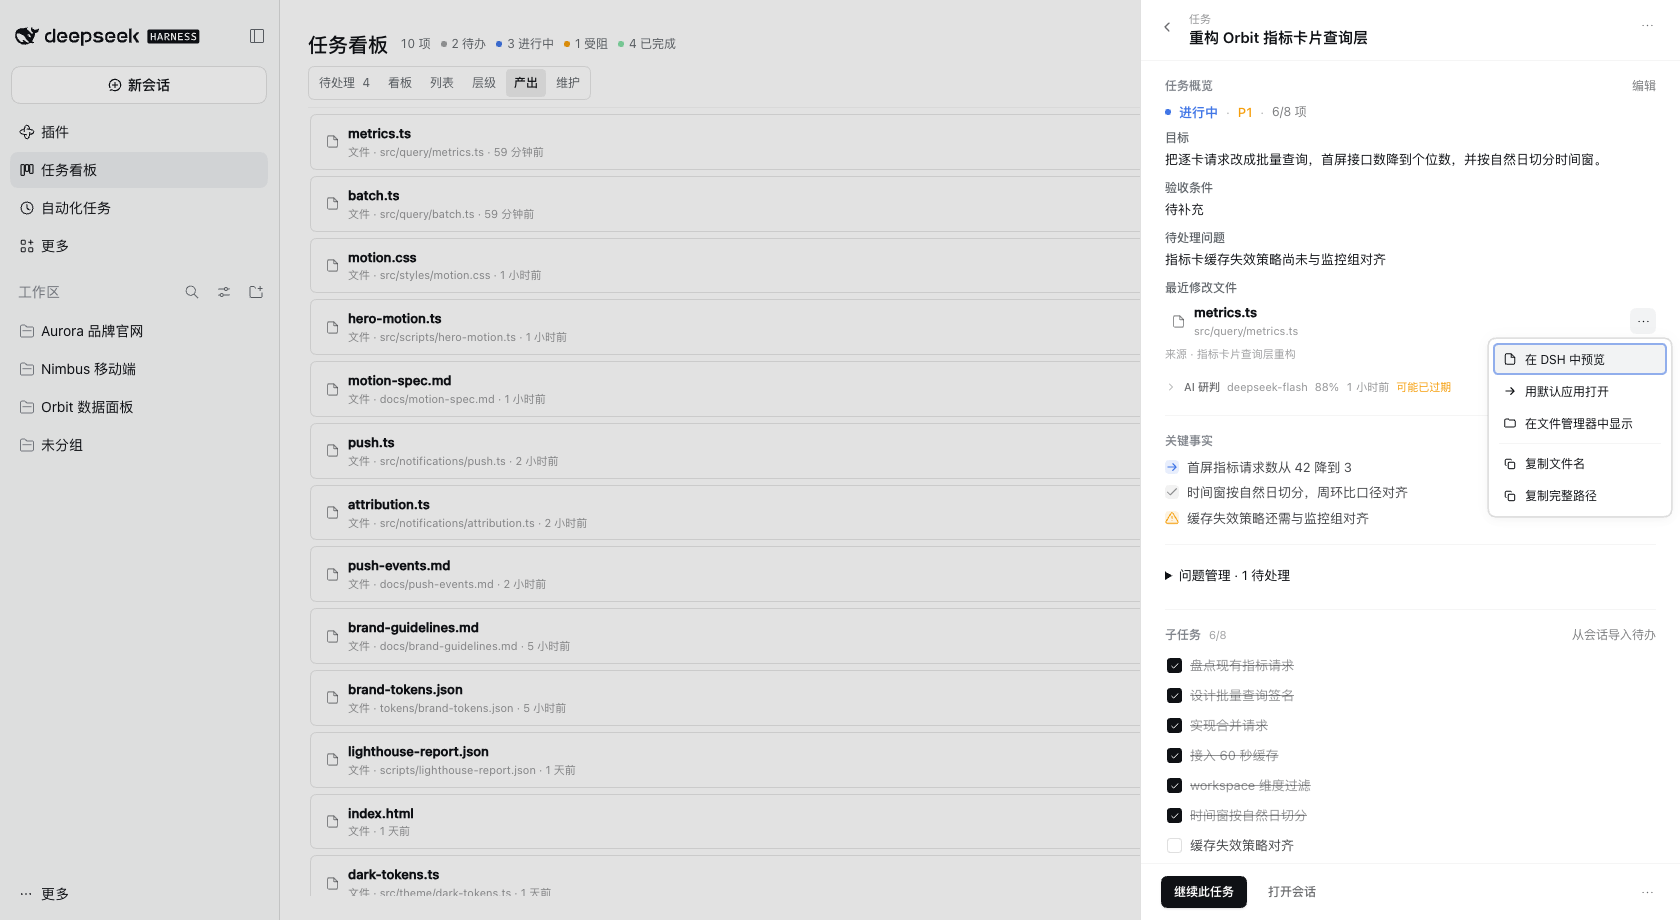 deepseek HARNESS
新会话
插件
任务看板
自动化任务
更多
工作区
Aurora 品牌官网
Nimbus 移动端
Orbit 数据面板
未分组
··· 更多
任务看板 10 项 2 待办 3 进行中 1 受阻 4 已完成
待处理 4 看板 列表 层级 产出 维护
metrics.ts
文件 · src/query/metrics.ts · 59 分钟前
batch.ts
文件 · src/query/batch.ts · 59 分钟前
motion.css
文件 · src/styles/motion.css · 1 小时前
hero-motion.ts
文件 · src/scripts/hero-motion.ts · 1 小时前
motion-spec.md
文件 · docs/motion-spec.md · 1 小时前
push.ts
文件 · src/notifications/push.ts · 2 小时前
attribution.ts
文件 · src/notifications/attribution.ts · 2 小时前
push-events.md
文件 · docs/push-events.md · 2 小时前
brand-guidelines.md
文件 · docs/brand-guidelines.md · 5 小时前
brand-tokens.json
文件 · tokens/brand-tokens.json · 5 小时前
lighthouse-report.json
文件 · scripts/lighthouse-report.json · 1 天前
index.html
文件 · 1 天前
dark-tokens.ts
文件 · src/theme/dark-tokens.ts · 1 天前
任务
重构 Orbit 指标卡片查询层
任务概览 编辑
进行中 · P1 · 6/8 项
目标
把逐卡请求改成批量查询，首屏接口数降到个位数，并按自然日切分时间窗。
验收条件
待补充
待处理问题
指标卡缓存失效策略尚未与监控组对齐
最近修改文件
metrics.ts
src/query/metrics.ts
来源 · 指标卡片查询层重构
AI 研判 deepseek-flash 88% 1 小时前 可能已过期
在 DSH 中预览
用默认应用打开
在文件管理器中显示
复制文件名
复制完整路径
关键事实
首屏指标请求数从 42 降到 3
时间窗按自然日切分，周环比口径对齐
缓存失效策略还需与监控组对齐
问题管理 · 1 待处理
子任务 6/8 从会话导入待办
盘点现有指标请求
设计批量查询签名
实现合并请求
接入 60 秒缓存
workspace 维度过滤
时间窗按自然日切分
缓存失效策略对齐
继续此任务 打开会话 ···